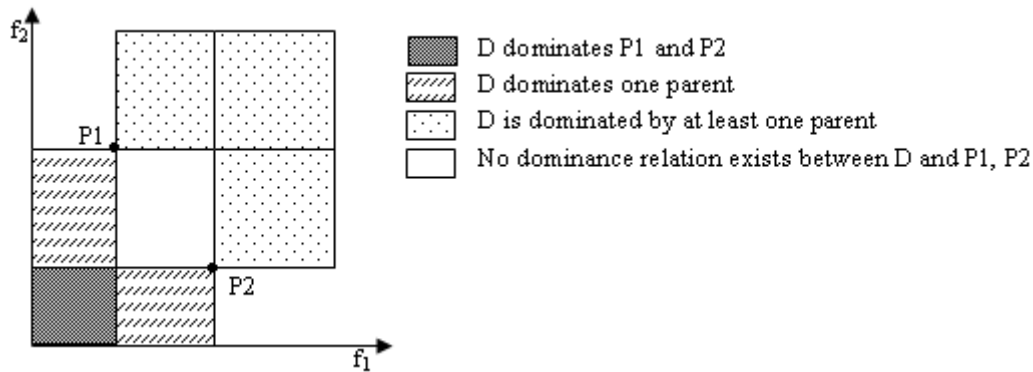 f2
P1
P2
f1
D dominates P1 and P2
D dominates one parent
D is dominated by at least one parent
No dominance relation exists between D and P1, P2